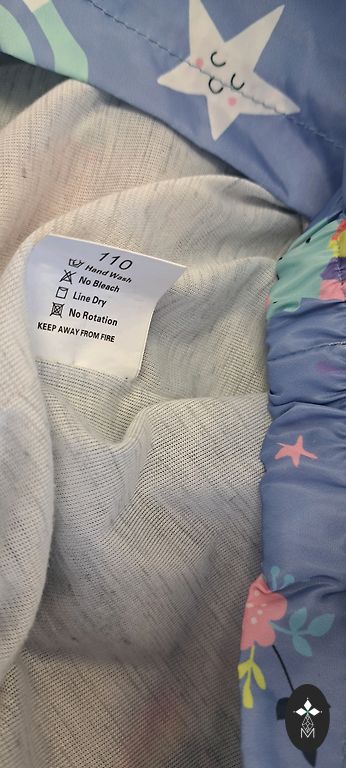 110
Hand Wash
No Bleach
Line Dry
No Rotation
KEEP AWAY FROM FIRE